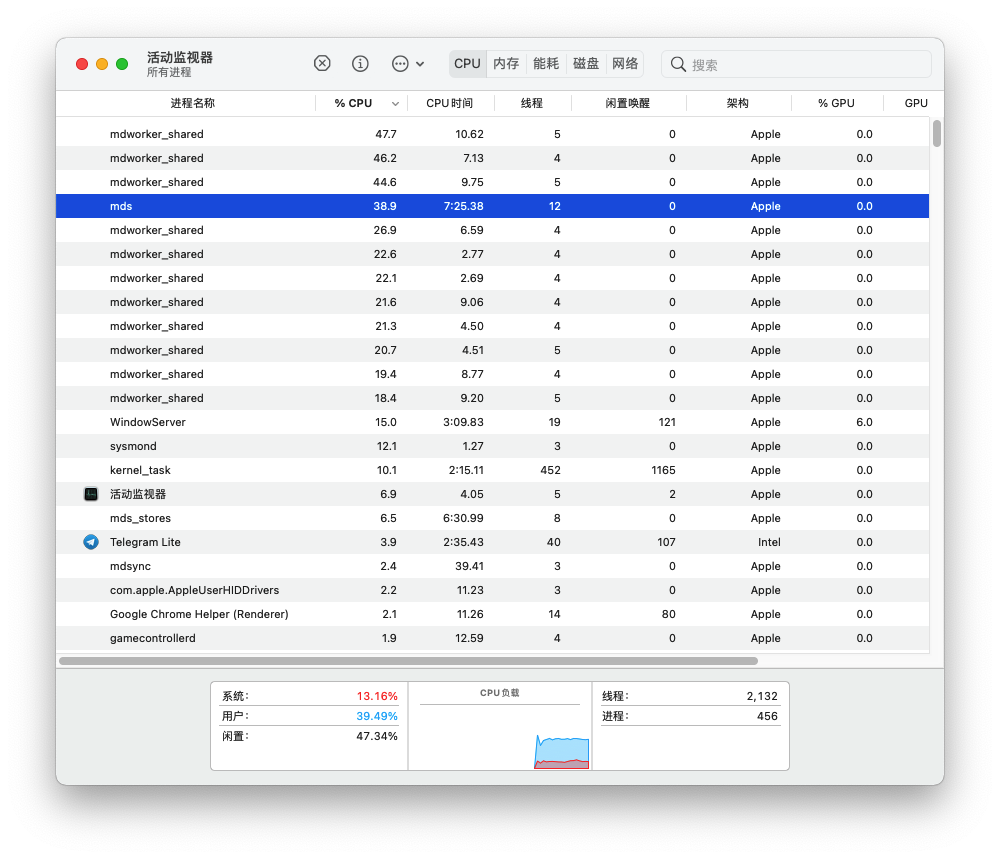 活动监视器
所有进程
CPU 内存 能耗 磁盘 网络 搜索
进程名称 % CPU CPU 时间 线程 闲置唤醒 架构 % GPU GPU
mdworker_shared 47.7 10.62 5 0 Apple 0.0
mdworker_shared 46.2 7.13 4 0 Apple 0.0
mdworker_shared 44.6 9.75 5 0 Apple 0.0
mds 38.9 7:25.38 12 0 Apple 0.0
mdworker_shared 26.9 6.59 4 0 Apple 0.0
mdworker_shared 22.6 2.77 4 0 Apple 0.0
mdworker_shared 22.1 2.69 4 0 Apple 0.0
mdworker_shared 21.6 9.06 4 0 Apple 0.0
mdworker_shared 21.3 4.50 4 0 Apple 0.0
mdworker_shared 20.7 4.51 5 0 Apple 0.0
mdworker_shared 19.4 8.77 4 0 Apple 0.0
mdworker_shared 18.4 9.20 5 0 Apple 0.0
WindowServer 15.0 3:09.83 19 121 Apple 6.0
sysmond 12.1 1.27 3 0 Apple 0.0
kernel_task 10.1 2:15.11 452 1165 Apple 0.0
活动监视器 6.9 4.05 5 2 Apple 0.0
mds_stores 6.5 6:30.99 8 0 Apple 0.0
Telegram Lite 3.9 2:35.43 40 107 Intel 0.0
mdsync 2.4 39.41 3 0 Apple 0.0
com.apple.AppleUserHIDDrivers 2.2 11.23 3 0 Apple 0.0
Google Chrome Helper (Renderer) 2.1 11.26 14 80 Apple 0.0
gamecontrollerd 1.9 12.59 4 0 Apple 0.0
系统: 13.16% CPU负载 线程: 2,132
用户: 39.49% 进程: 456
闲置: 47.34%